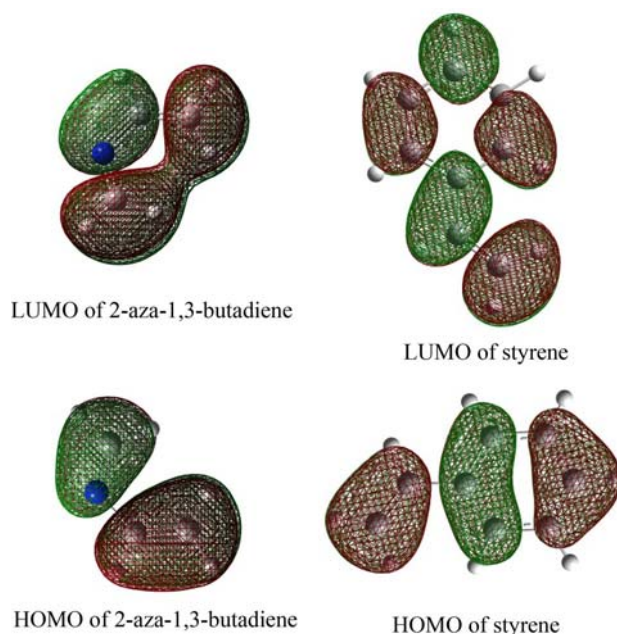 LUMO of 2-aza-1,3-butadiene
LUMO of styrene
HOMO of 2-aza-1,3-butadiene
HOMO of styrene